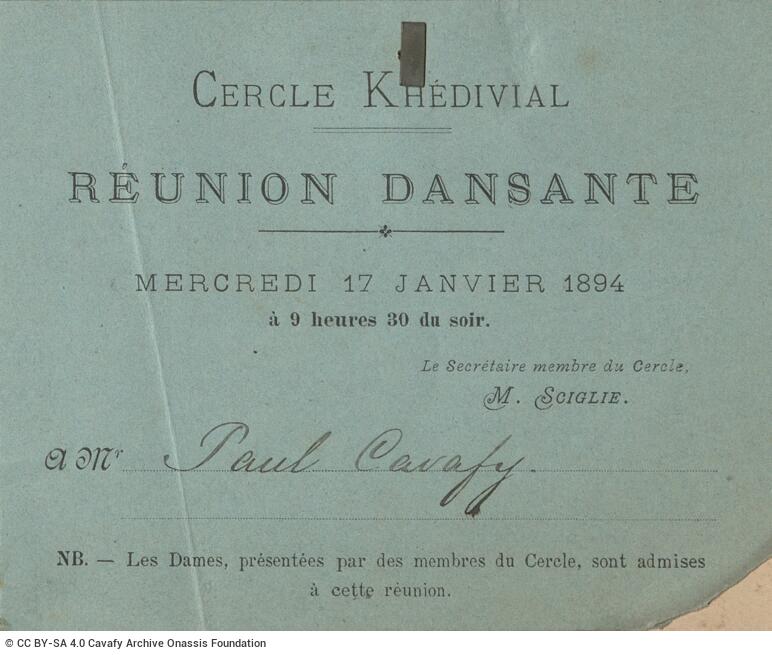 CERCLE KHÉDIVIAL
RÉUNION DANSANTE
MERCREDI 17 JANVIER 1894
à 9 heures 30 du soir.
Le Secrétaire membre du Cercle,
M. SCIGLIE.
A Mr Paul Cavafy.
NB. — Les Dames, présentées par des membres du Cercle, sont admises
à cette réunion.
© CC BY-SA 4.0 Cavafy Archive Onassis Foundation